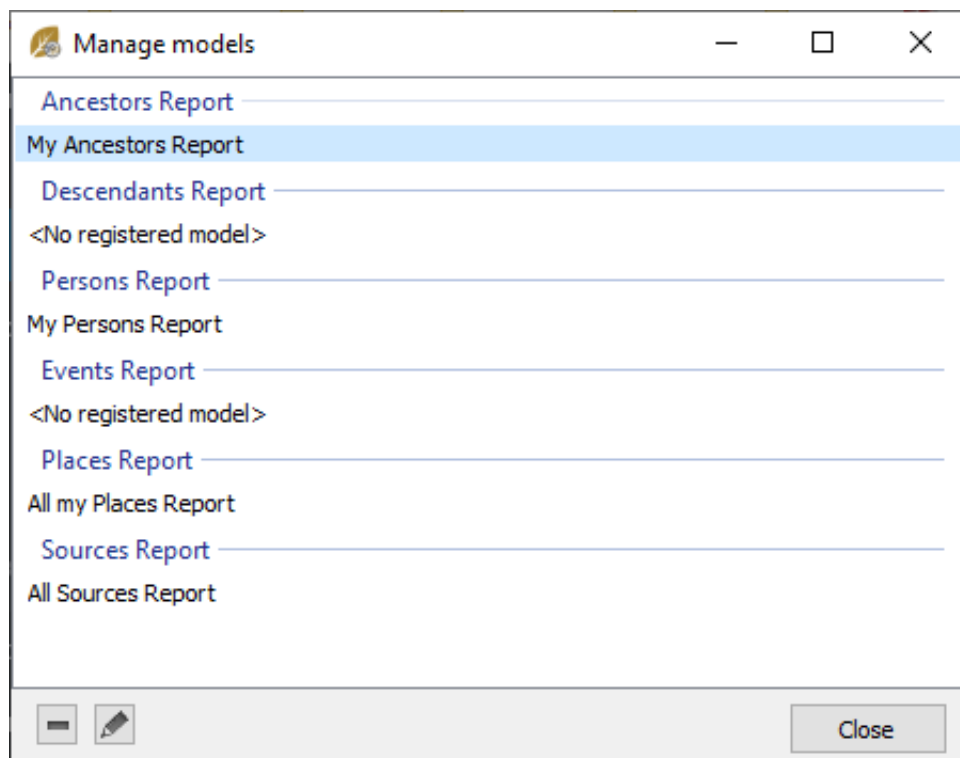 Manage models
Ancestors Report
My Ancestors Report
Descendants Report
<No registered model>
Persons Report
My Persons Report
Events Report
<No registered model>
Places Report
All my Places Report
Sources Report
All Sources Report
Close